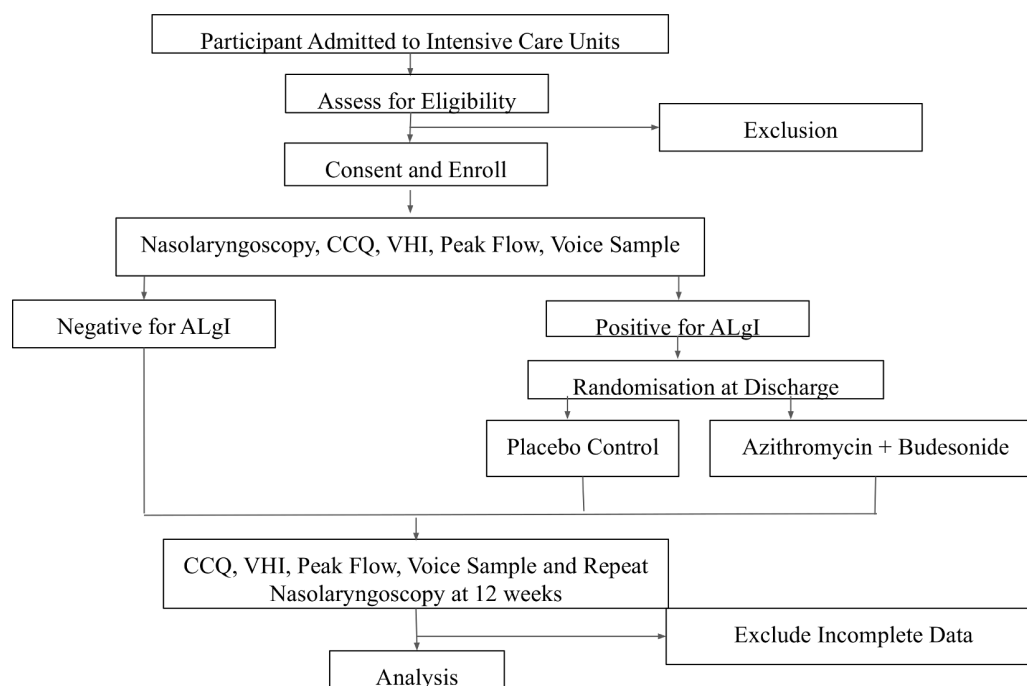 Participant Admitted to Intensive Care Units
Assess for Eligibility
Exclusion
Consent and Enroll
Nasolaryngoscopy, CCQ, VHI, Peak Flow, Voice Sample
Negative for ALgI
Positive for ALgI
Randomisation at Discharge
Placebo Control
Azithromycin + Budesonide
CCQ, VHI, Peak Flow, Voice Sample and Repeat
Nasolaryngoscopy at 12 weeks
Exclude Incomplete Data
Analysis